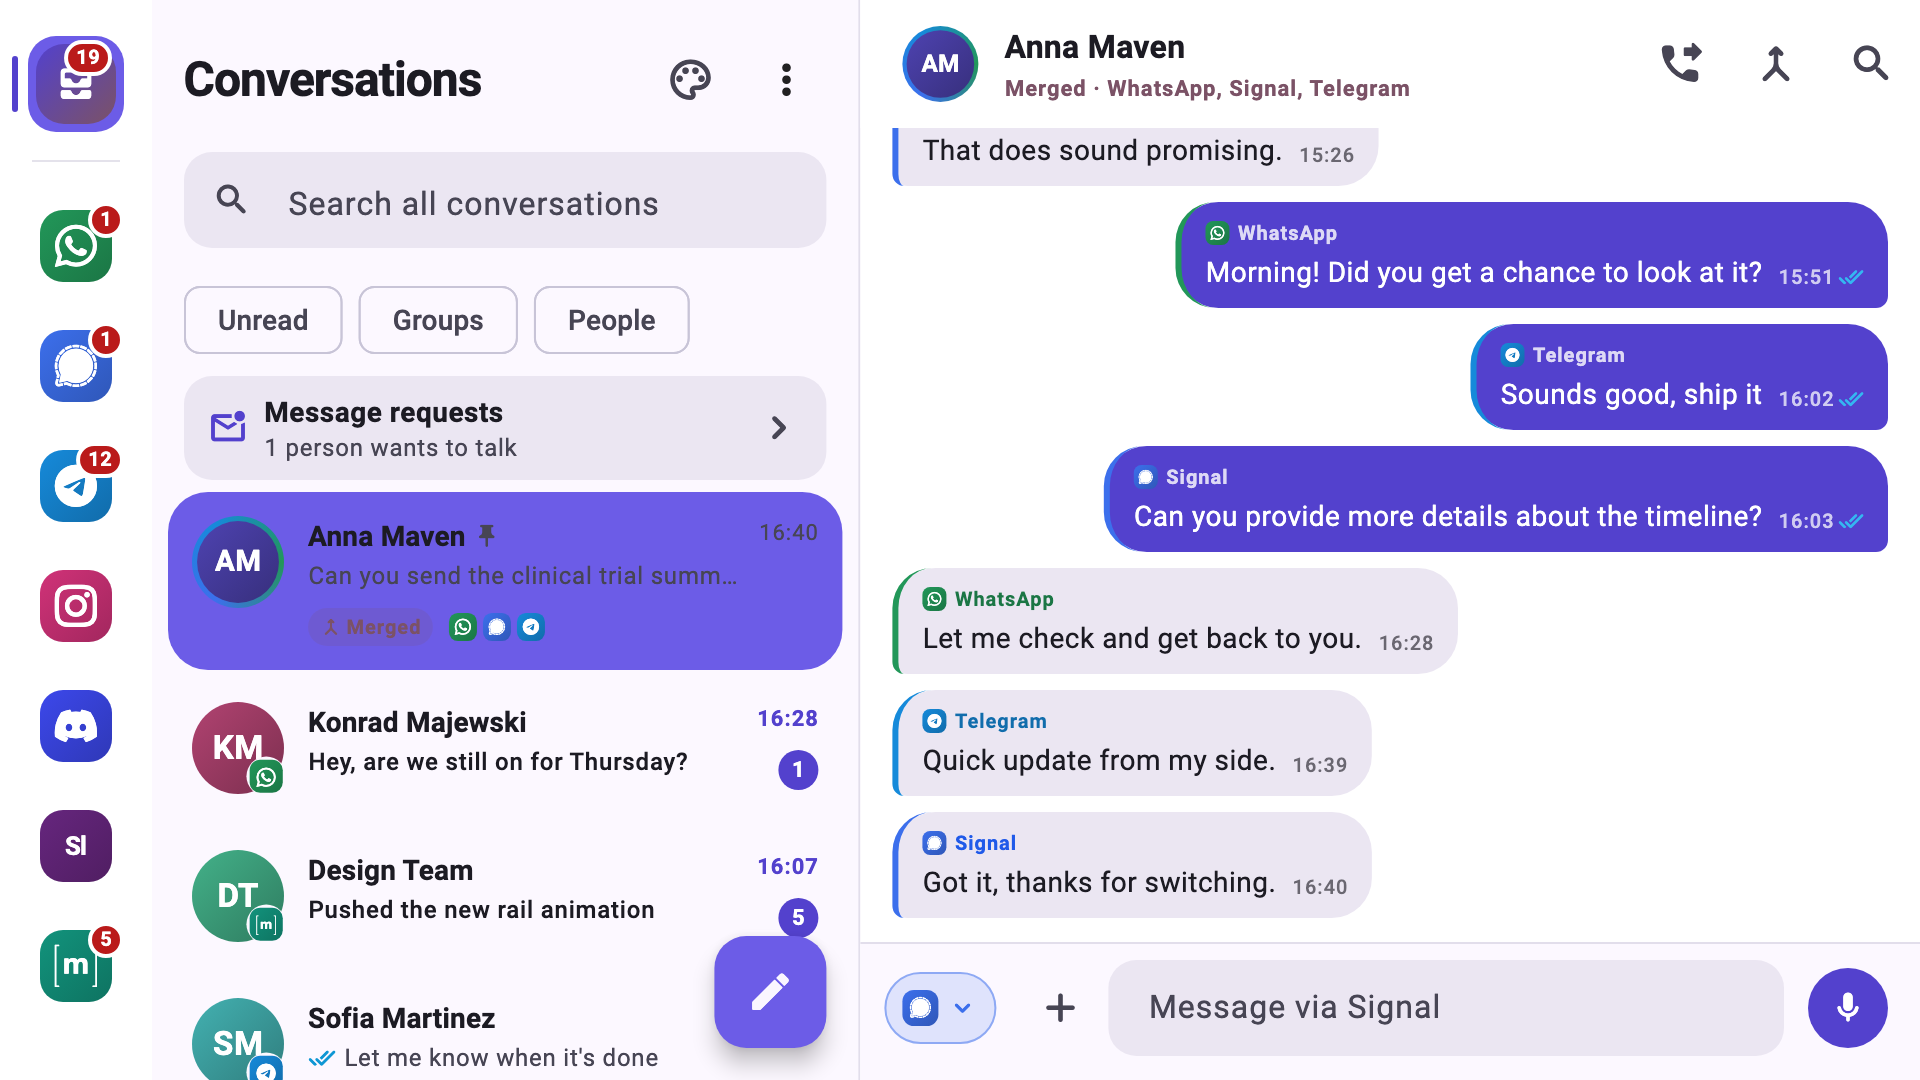 19
1
1
12
SI
[m]
5
Conversations
Search all conversations
Unread
Groups
People
Message requests
1 person wants to talk
AM
Anna Maven
16:40
Can you send the clinical trial summ…
Merged
KM
Konrad Majewski
16:28
Hey, are we still on for Thursday?
1
DT
[m]
Design Team
16:07
Pushed the new rail animation
5
SM
Sofia Martinez
Let me know when it's done
AM
Anna Maven
Merged · WhatsApp, Signal, Telegram
That does sound promising. 15:26
WhatsApp
Morning! Did you get a chance to look at it? 15:51
Telegram
Sounds good, ship it 16:02
Signal
Can you provide more details about the timeline? 16:03
WhatsApp
Let me check and get back to you. 16:28
Telegram
Quick update from my side. 16:39
Signal
Got it, thanks for switching. 16:40
Message via Signal